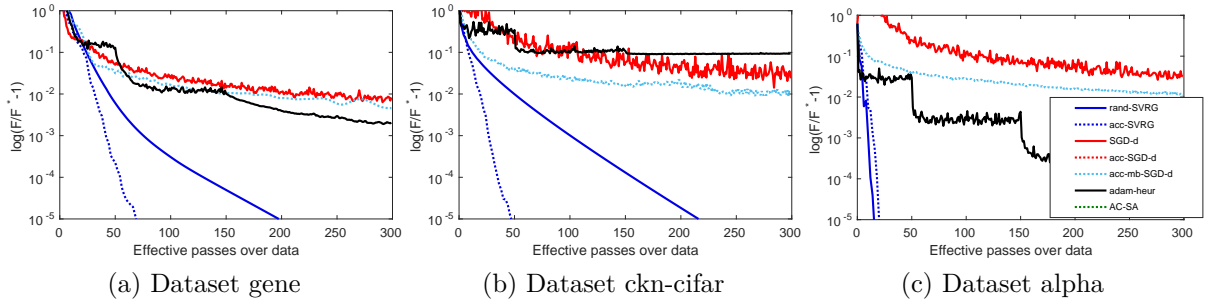 10^0
10^-1
10^-2
10^-3
10^-4
10^-5
log(F/F*-1)
0 50 100 150 200 250 300
Effective passes over data
(a) Dataset gene
10^0
10^-1
10^-2
10^-3
10^-4
10^-5
log(F/F*-1)
0 50 100 150 200 250 300
Effective passes over data
(b) Dataset ckn-cifar
10^0
10^-1
10^-2
10^-3
10^-4
10^-5
log(F/F*-1)
0 50 100 150 200 250 300
Effective passes over data
rand-SVRG
acc-SVRG
SGD-d
acc-SGD-d
acc-mb-SGD-d
adam-heur
AC-SA
(c) Dataset alpha